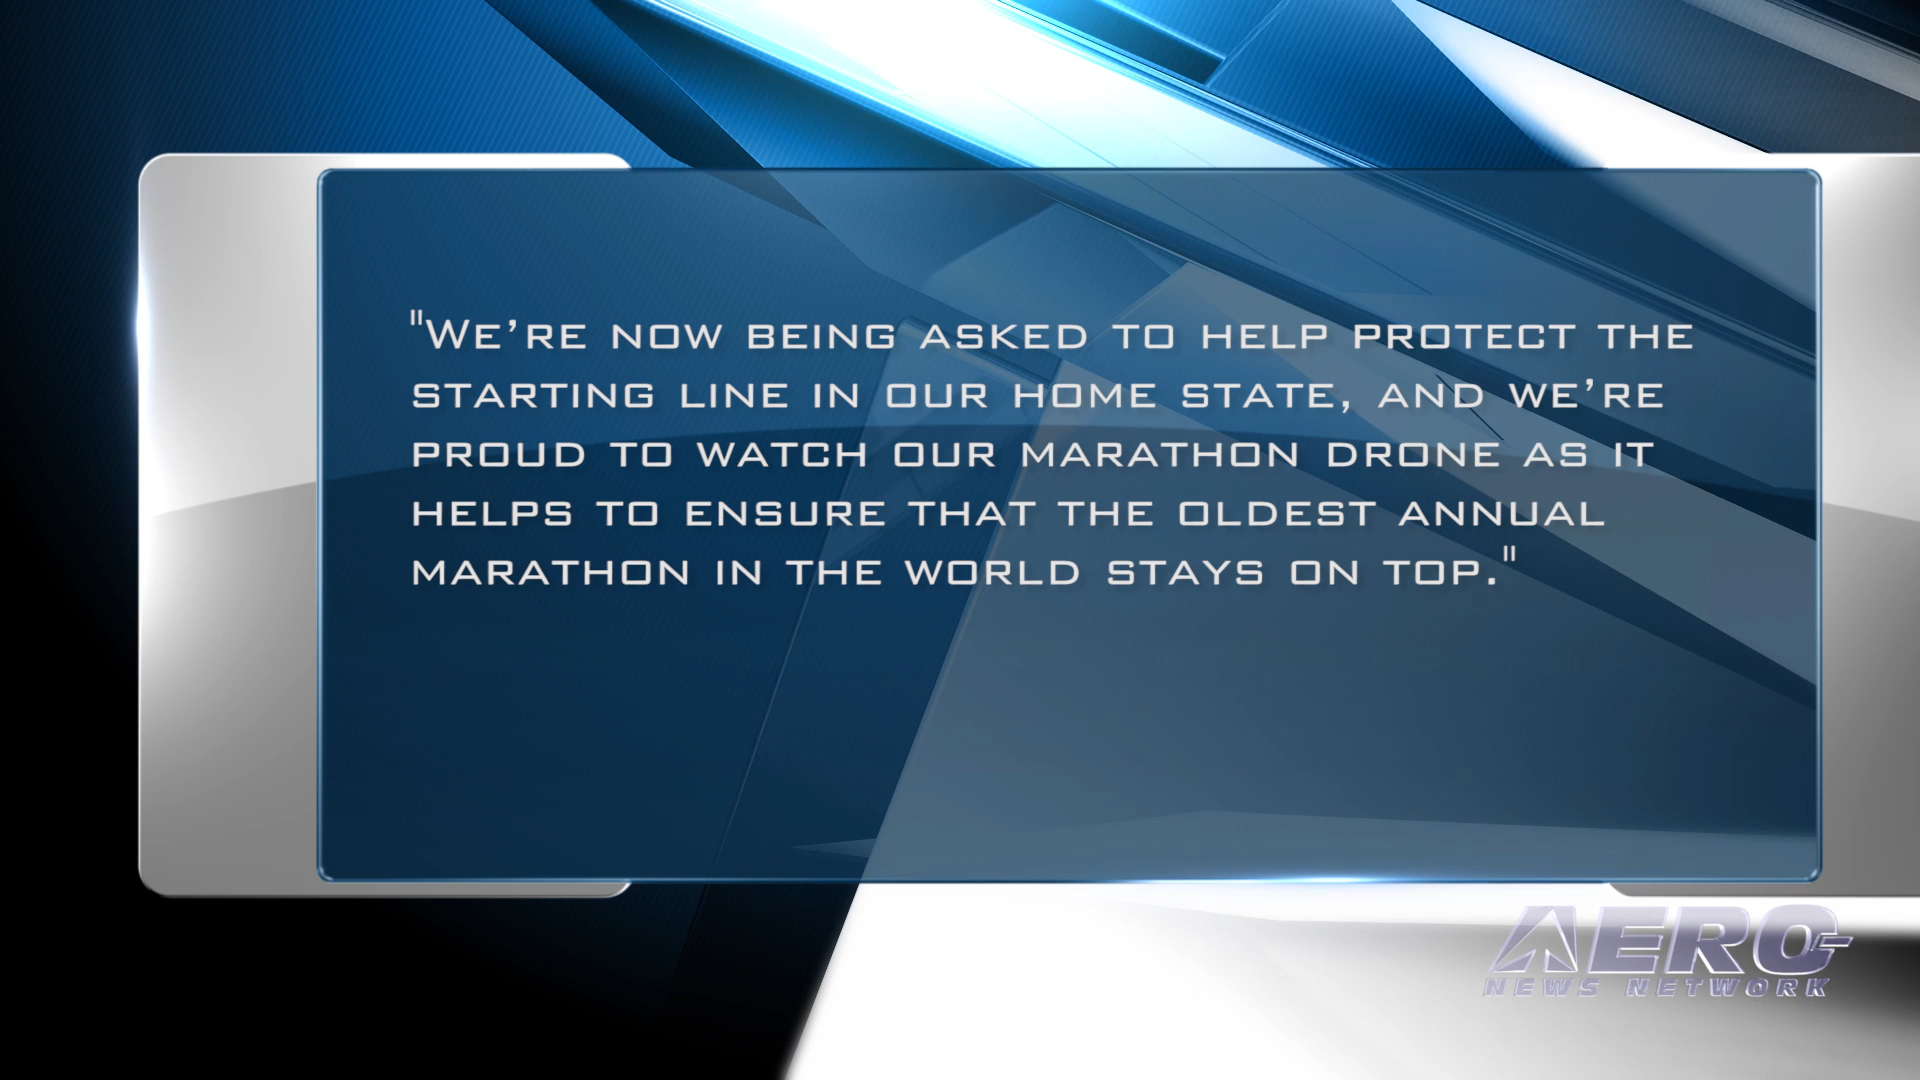 "We're now being asked to help protect the
starting line in our home state, and we're
proud to watch our marathon drone as it
helps to ensure that the oldest annual
marathon in the world stays on top."
AERO
NEWS NETWORK